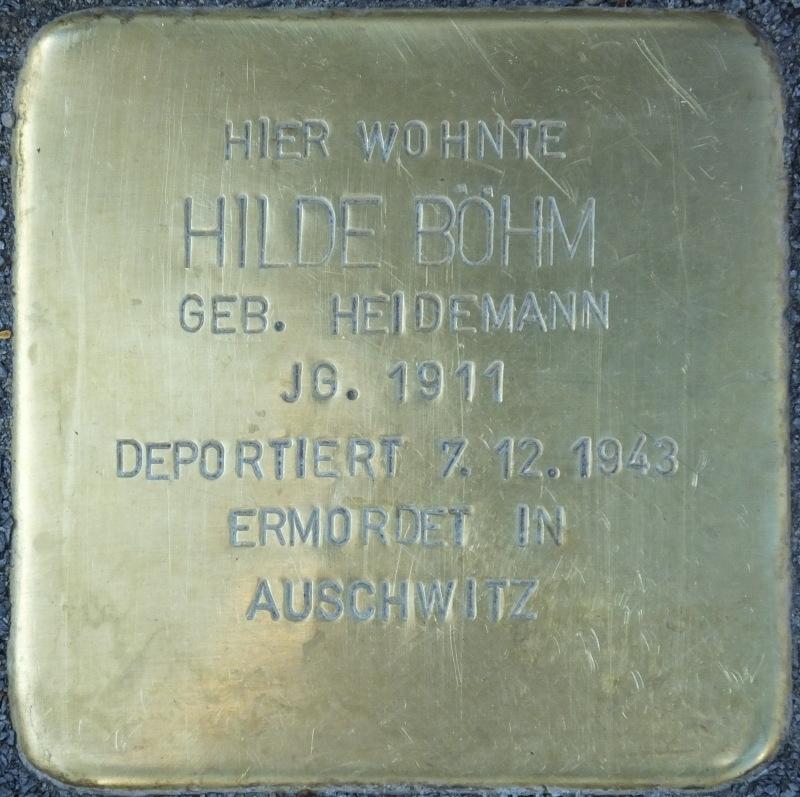 HIER WOHNTE
HILDE BÖHM
GEB. HEIDEMANN
JG. 1911
DEPORTIERT 7. 12. 1943
ERMORDET IN
AUSCHWITZ